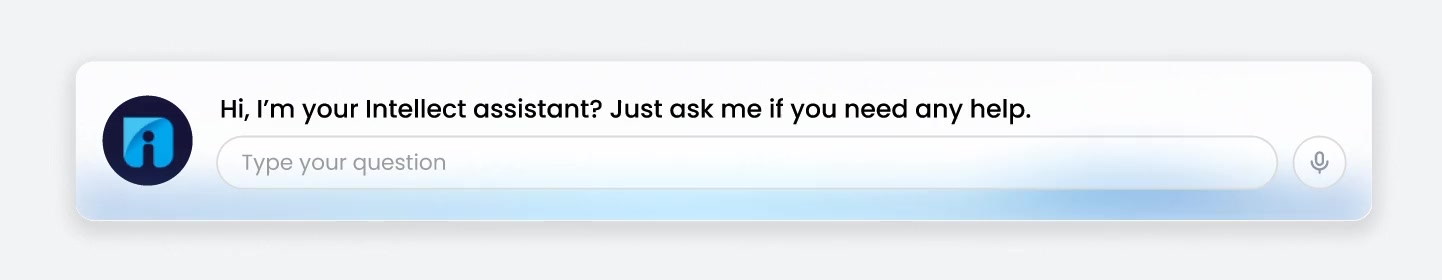 Hi, I’m your Intellect assistant? Just ask me if you need any help.
Type your question